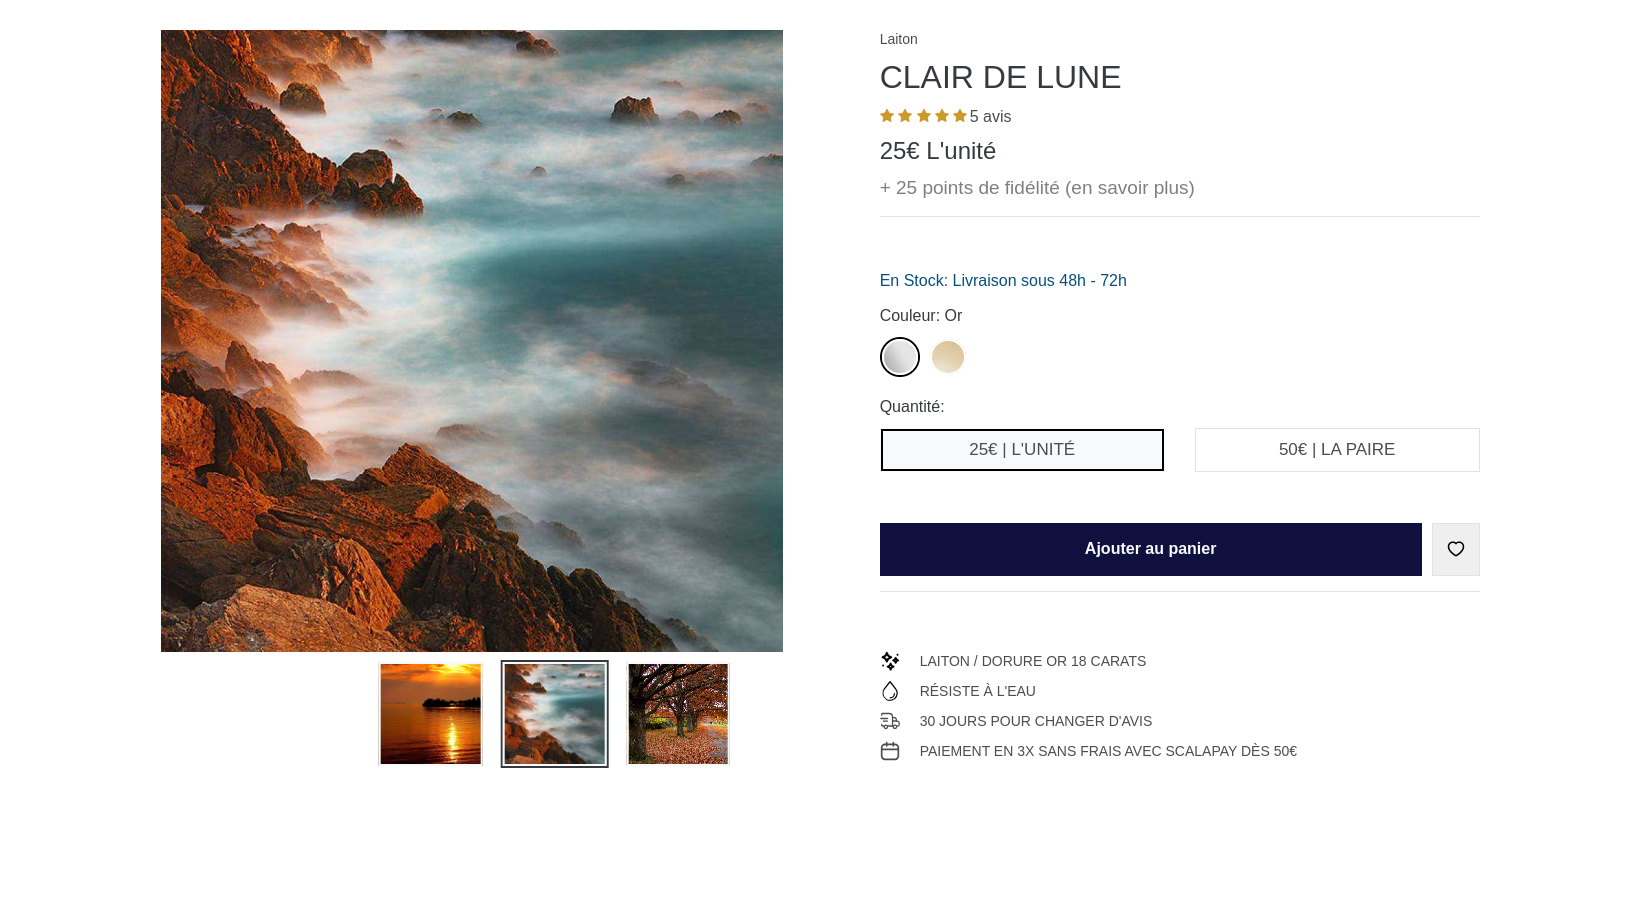 Laiton
CLAIR DE LUNE
5 avis
25€ L'unité
+ 25 points de fidélité (en savoir plus)
En Stock: Livraison sous 48h - 72h
Couleur: Or
Quantité:
25€ | L'UNITÉ
50€ | LA PAIRE
Ajouter au panier
LAITON / DORURE OR 18 CARATS
RÉSISTE À L'EAU
30 JOURS POUR CHANGER D'AVIS
PAIEMENT EN 3X SANS FRAIS AVEC SCALAPAY DÈS 50€